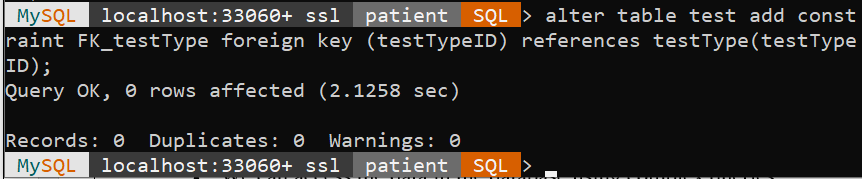 MySQL localhost:33060+ ssl patient SQL > alter table test add const
raint FK_testType foreign key (testTypeID) references testType(testType
ID);
Query OK, 0 rows affected (2.1258 sec)
Records: 0 Duplicates: 0 Warnings: 0
MySQL localhost:33060+ ssl patient SQL >